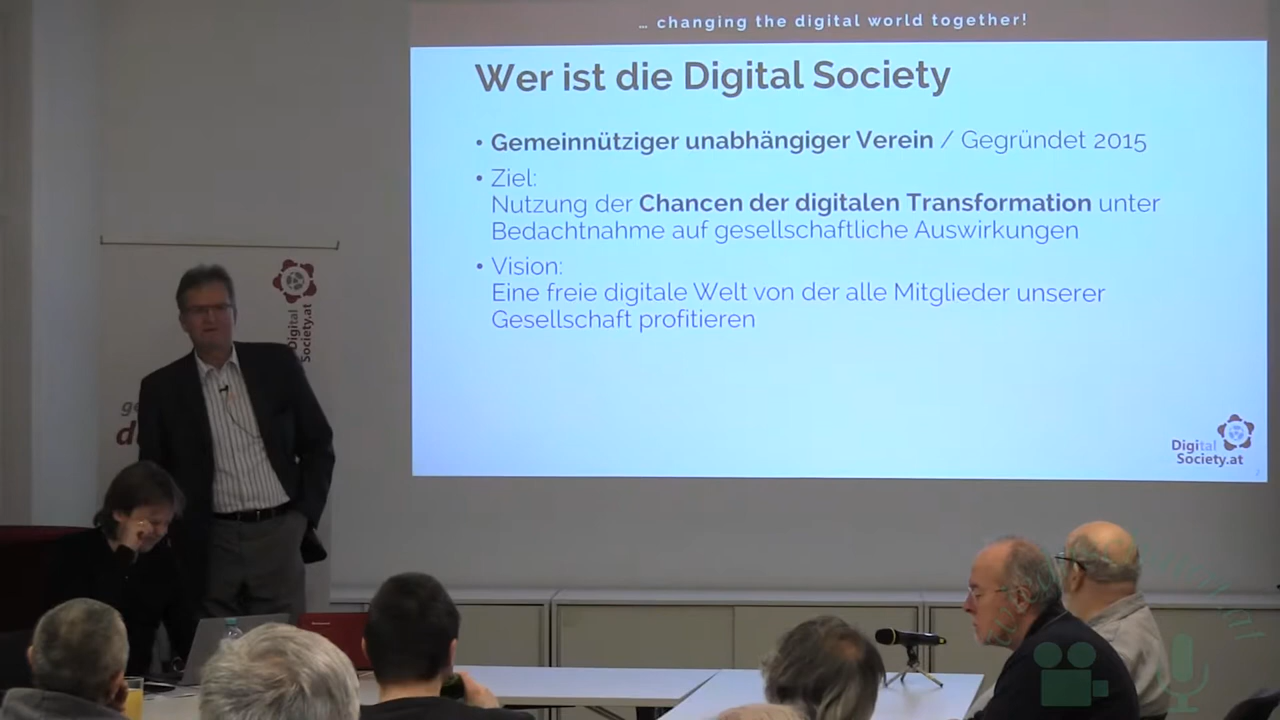 … changing the digital world together!
Wer ist die Digital Society
• Gemeinnütziger unabhängiger Verein / Gegründet 2015
• Ziel:
Nutzung der Chancen der digitalen Transformation unter
Bedachtnahme auf gesellschaftliche Auswirkungen
• Vision:
Eine freie digitale Welt von der alle Mitglieder unserer
Gesellschaft profitieren
Digital
Society.at
Digital
Society.at